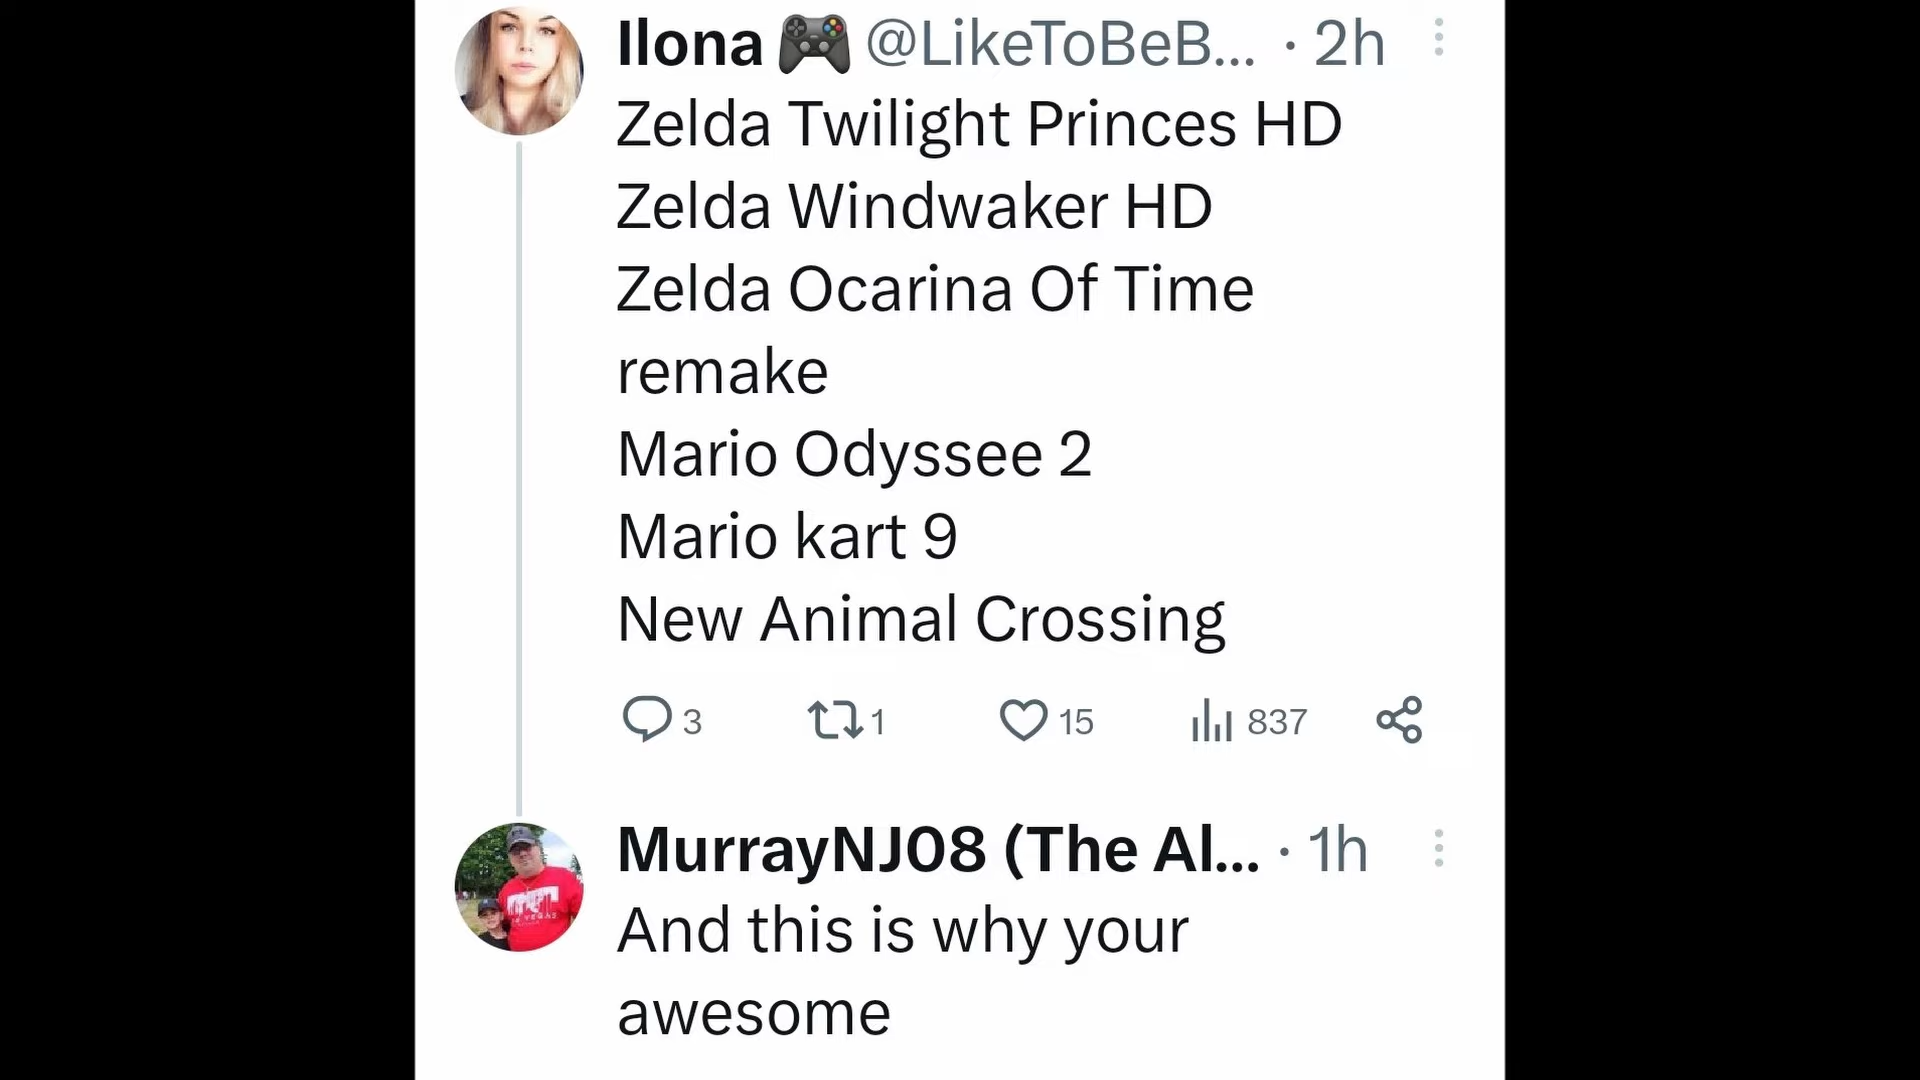 Ilona 🎮 @LikeToBeB... · 2h
Zelda Twilight Princes HD
Zelda Windwaker HD
Zelda Ocarina Of Time
remake
Mario Odyssee 2
Mario kart 9
New Animal Crossing
3 1 15 837
MurrayNJ08 (The Al... · 1h
And this is why your
awesome